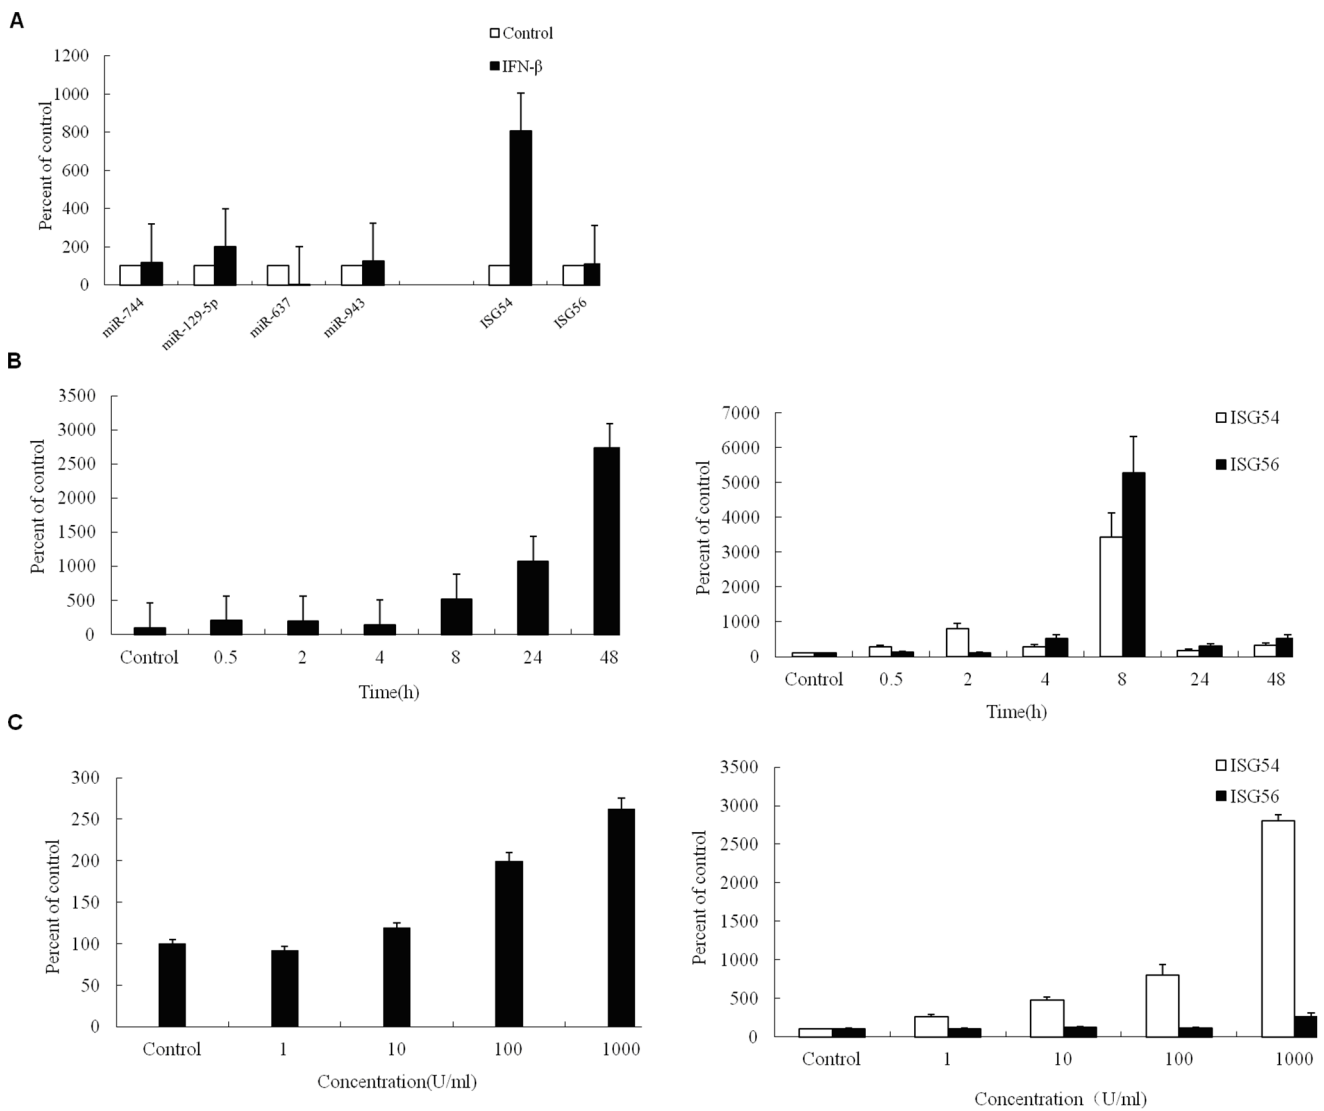 A
Control
IFN-β
1200
1000
800
600
400
200
0
Percent of control
miR-744
miR-129-5p
miR-637
miR-943
ISG54
ISG56
B
3500
3000
2500
2000
1500
1000
500
0
Percent of control
Control 0.5 2 4 8 24 48
Time(h)
ISG54
ISG56
7000
6000
5000
4000
3000
2000
1000
0
Percent of control
Control 0.5 2 4 8 24 48
Time(h)
C
300
250
200
150
100
50
0
Percent of control
Control 1 10 100 1000
Concentration(U/ml)
ISG54
ISG56
3500
3000
2500
2000
1500
1000
500
0
Percent of control
Control 1 10 100 1000
Concentration（U/ml)